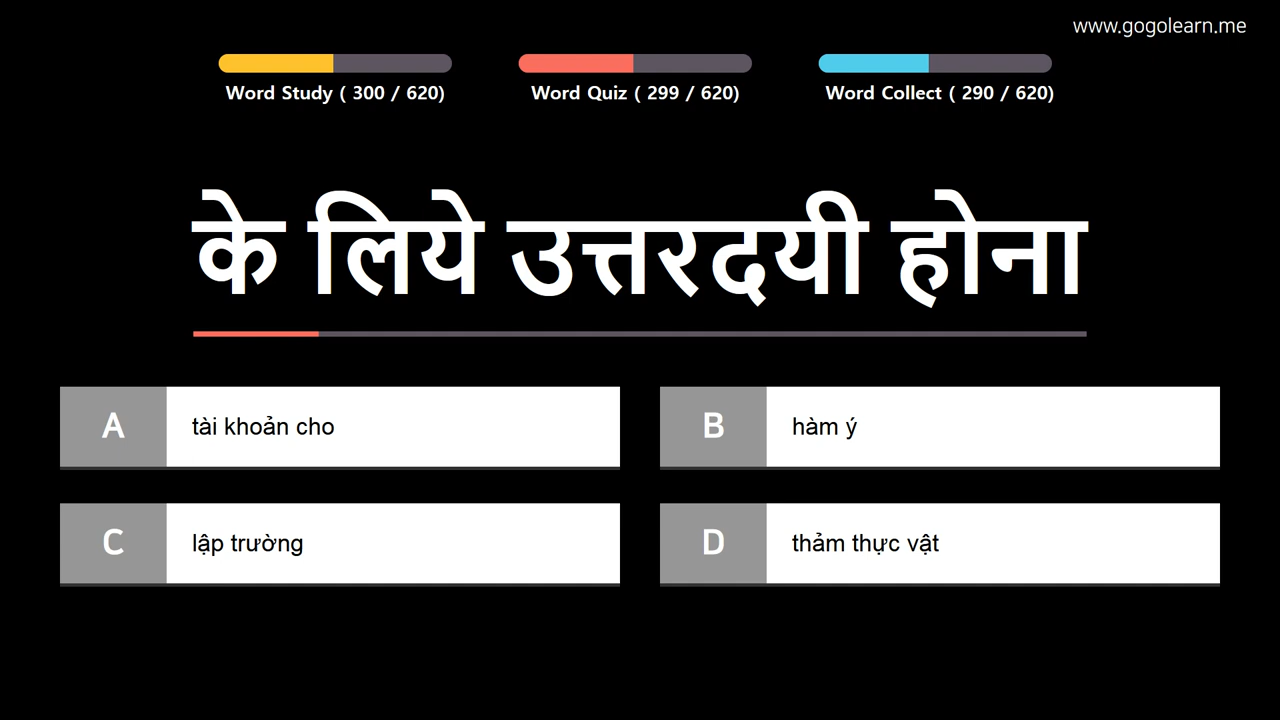 www.gogolearn.me
Word Study ( 300 / 620)
Word Quiz ( 299 / 620)
Word Collect ( 290 / 620)
के लिये उत्तरदयी होना
A tài khoản cho
B hàm ý
C lập trường
D thảm thực vật